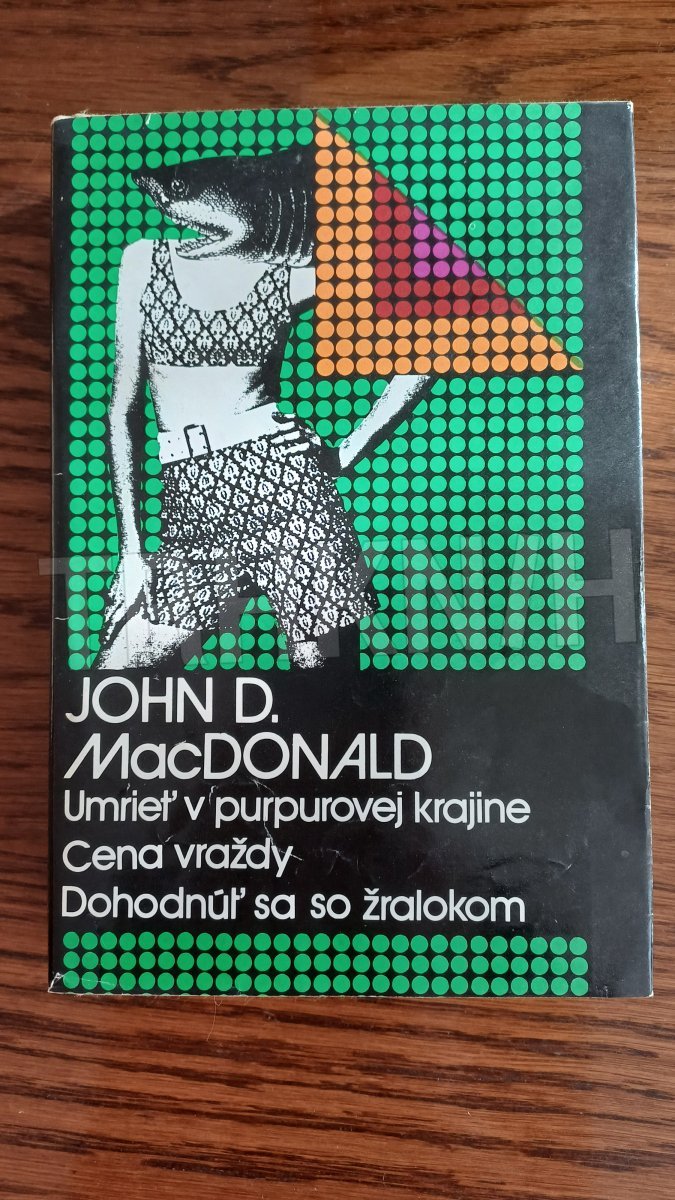 JOHN D.
MacDONALD
Umrieť v purpurovej krajine
Cena vraždy
Dohodnúť sa so žralokom